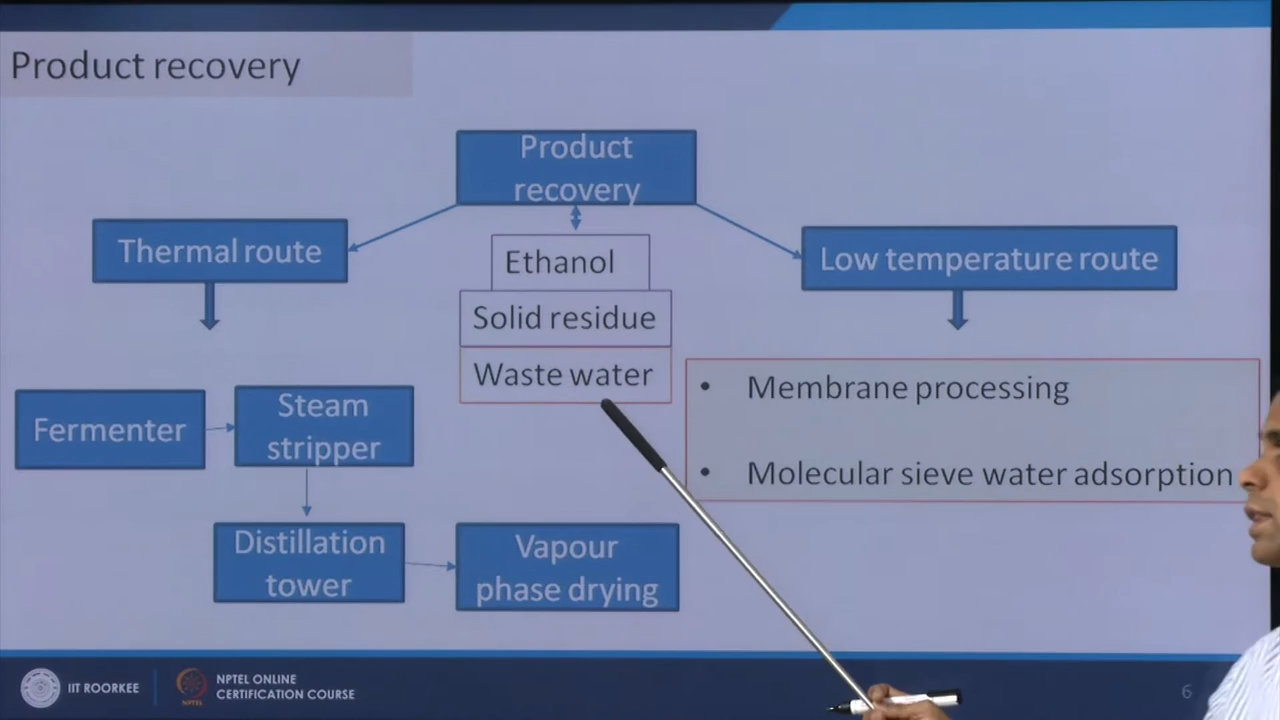 Product recovery
Product
recovery
Thermal route
Ethanol
Low temperature route
Solid residue
Waste water
• Membrane processing
• Molecular sieve water adsorption
Fermenter
Steam
stripper
Distillation
tower
Vapour
phase drying
IIT ROORKEE
NPTEL
NPTEL ONLINE
CERTIFICATION COURSE
6